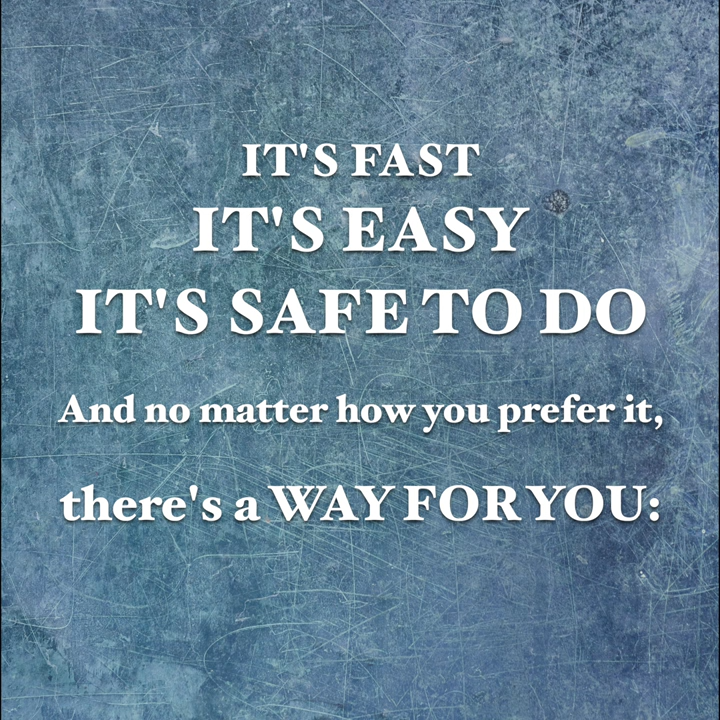 IT'S FAST
IT'S EASY
IT'S SAFE TO DO
And no matter how you prefer it,
there's a WAY FOR YOU: